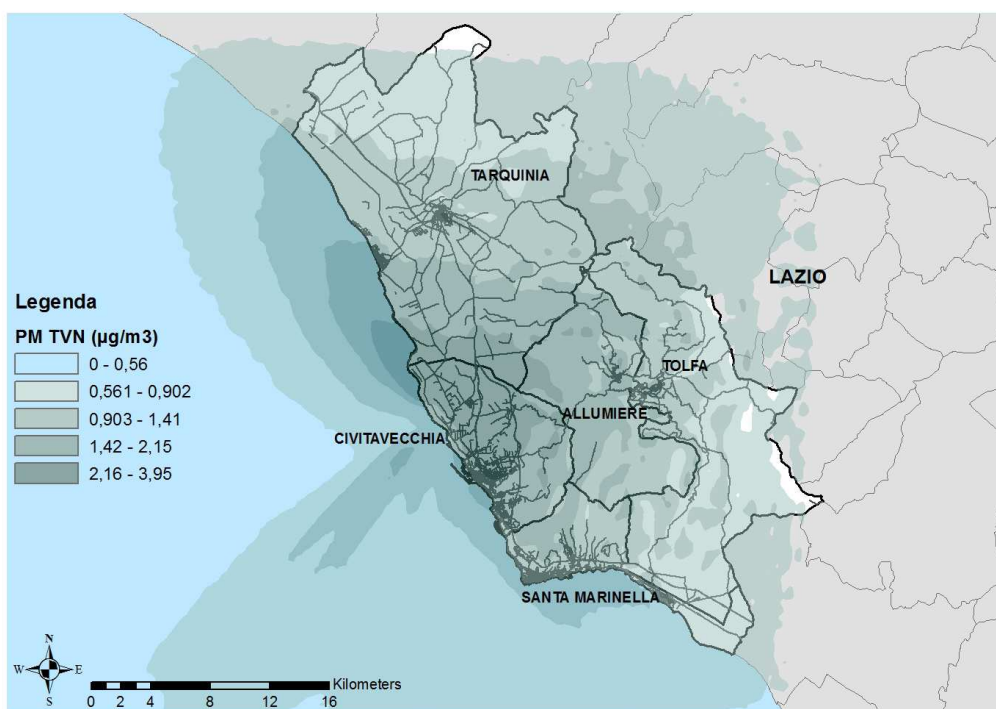 TARQUINIA
LAZIO
Legenda
PM TVN (µg/m3)
0 - 0,56
0,561 - 0,902
0,903 - 1,41
1,42 - 2,15
2,16 - 3,95
TOLFA
ALLUMIERE
CIVITAVECCHIA
SANTA MARINELLA
N
W E
S
Kilometers
0 2 4 8 12 16